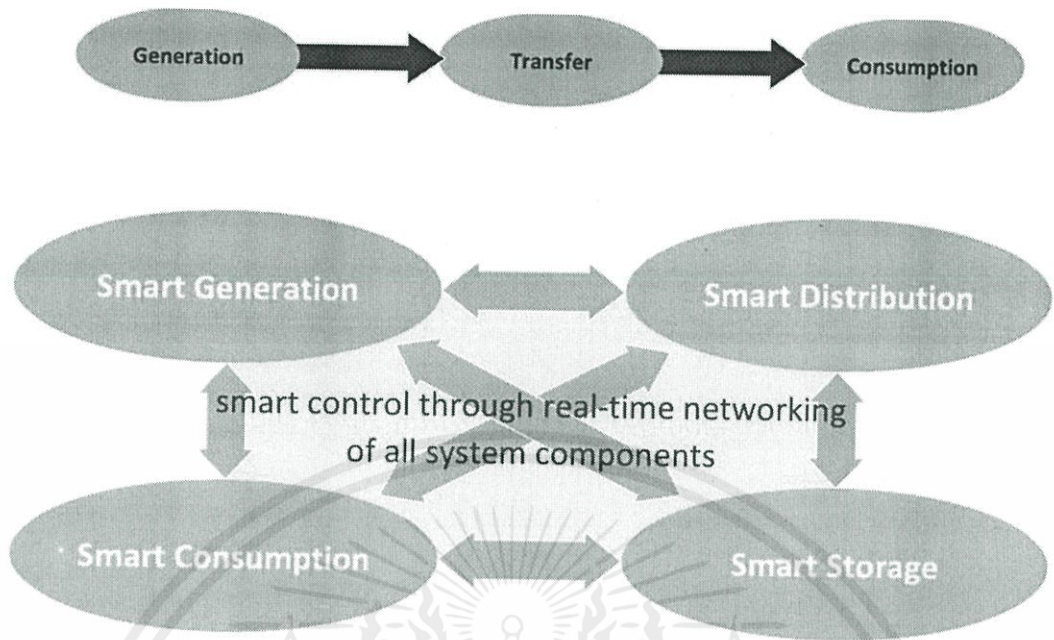 Generation
Transfer
Consumption
Smart Generation
Smart Distribution
smart control through real-time networking
of all system components
Smart Consumption
Smart Storage